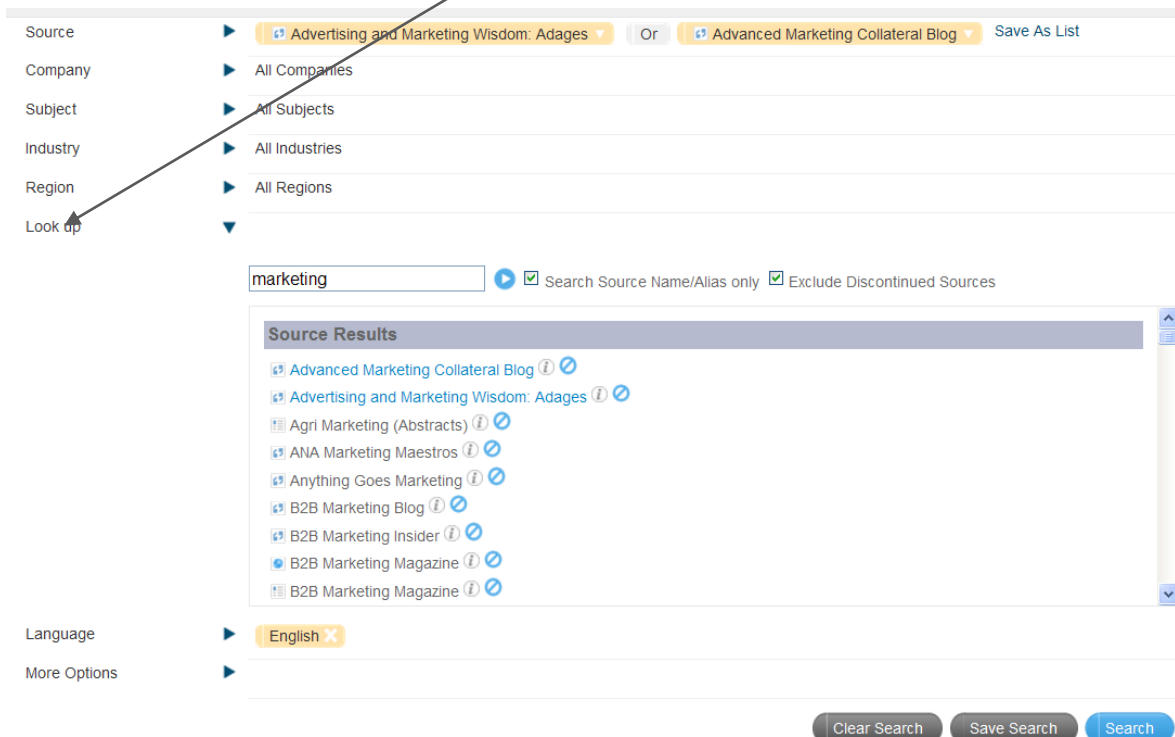 Source Advertising and Marketing Wisdom: Adages Or Advanced Marketing Collateral Blog Save As List
Company All Companies
Subject All Subjects
Industry All Industries
Region All Regions
Look up
marketing Search Source Name/Alias only Exclude Discontinued Sources
Source Results
Advanced Marketing Collateral Blog
Advertising and Marketing Wisdom: Adages
Agri Marketing (Abstracts)
ANA Marketing Maestros
Anything Goes Marketing
B2B Marketing Blog
B2B Marketing Insider
B2B Marketing Magazine
B2B Marketing Magazine
Language English
More Options
Clear Search Save Search Search